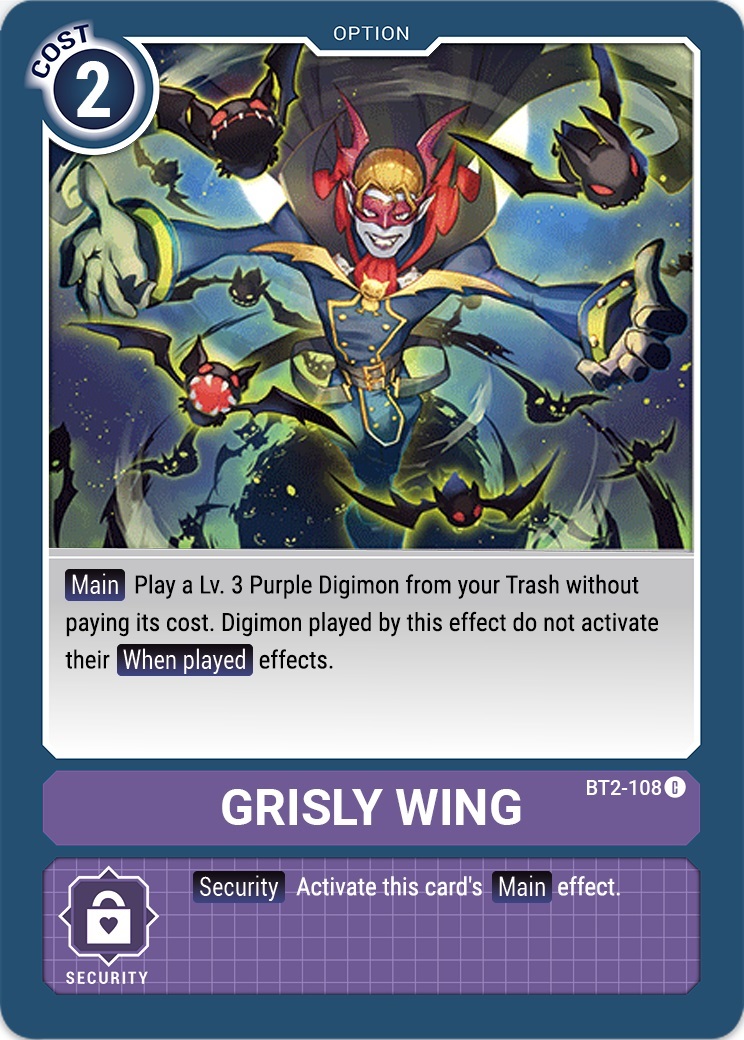 OPTION
COST
2
Main Play a Lv. 3 Purple Digimon from your Trash without
paying its cost. Digimon played by this effect do not activate
their When played effects.
BT2-108 C
GRISLY WING
Security Activate this card's Main effect.
SECURITY